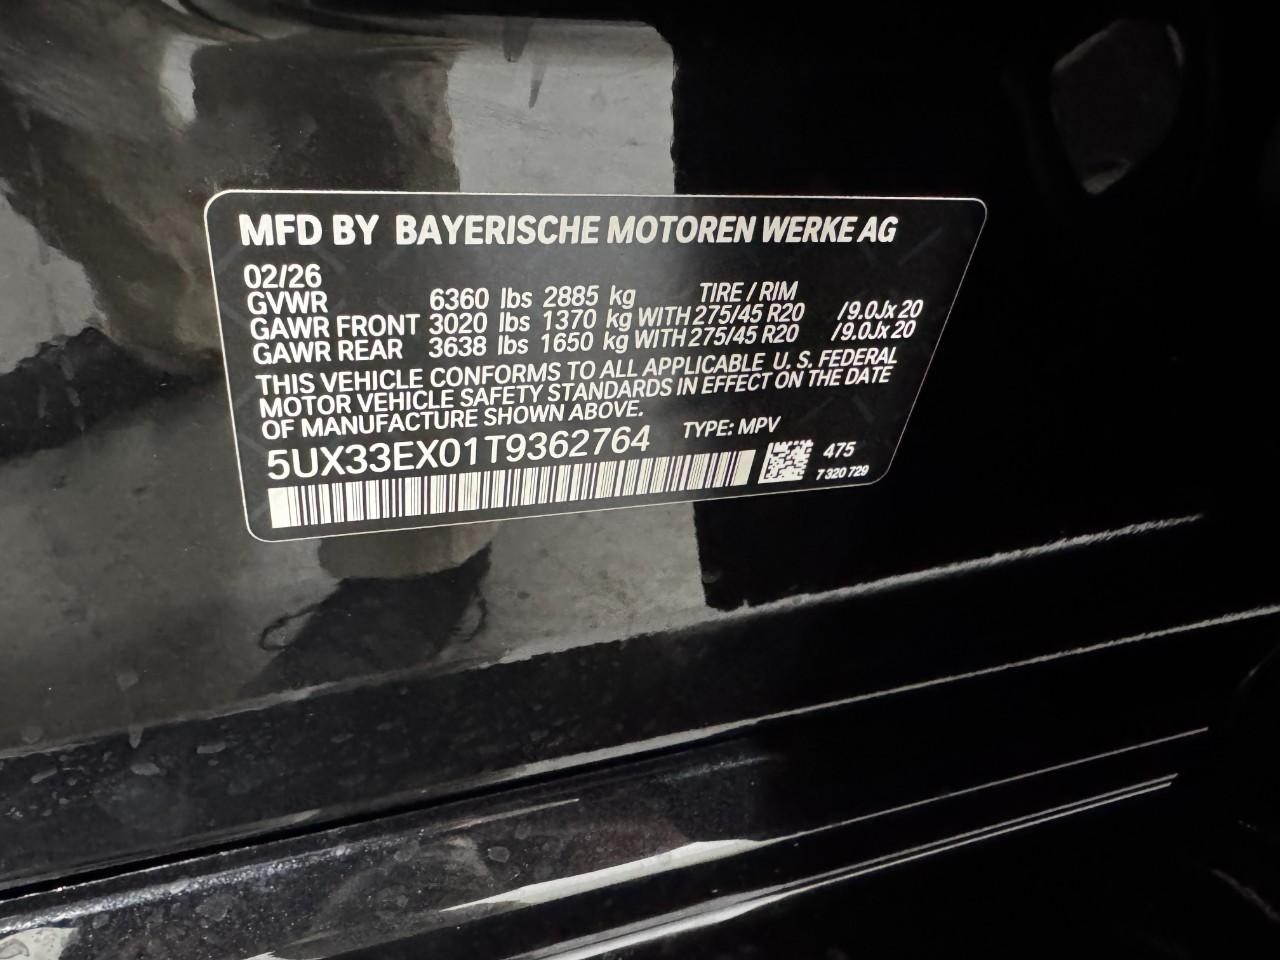 MFD BY BAYERISCHE MOTOREN WERKE AG
02/26
GVWR 6360 lbs 2885 kg TIRE / RIM
GAWR FRONT 3020 lbs 1370 kg WITH 275/45 R20 /9.0Jx 20
GAWR REAR 3638 lbs 1650 kg WITH 275/45 R20 /9.0Jx 20
THIS VEHICLE CONFORMS TO ALL APPLICABLE U. S. FEDERAL
MOTOR VEHICLE SAFETY STANDARDS IN EFFECT ON THE DATE
OF MANUFACTURE SHOWN ABOVE.
5UX33EX01T9362764 TYPE: MPV
475
7 320 729